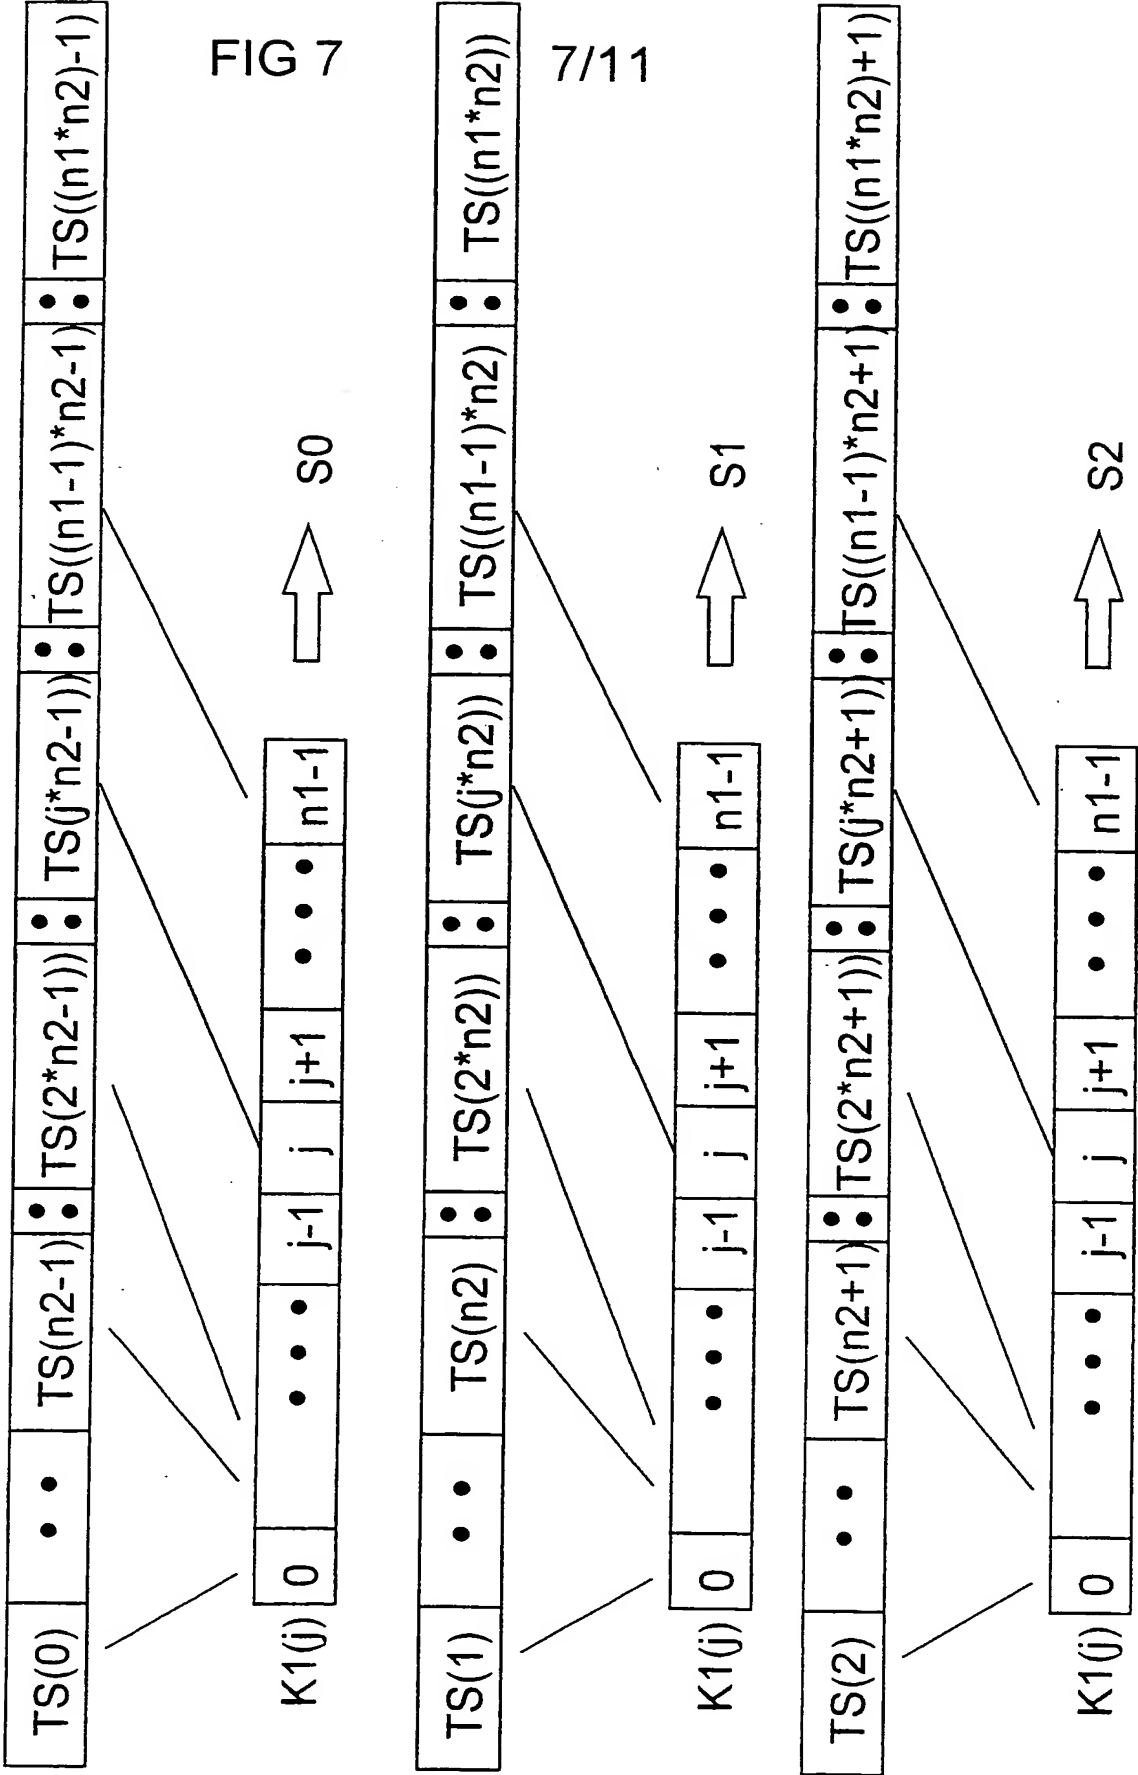 FIG 7
7/11
TS(0) • • TS(n2-1) •• TS(2*n2-1)) •• TS(j*n2-1)) •• TS((n1-1)*n2-1) •• TS((n1*n2)-1)
K1(j) 0 • • • j-1 j j+1 • • • n1-1 S0
TS(1) • • TS(n2) •• TS(2*n2)) •• TS(j*n2)) •• TS((n1-1)*n2) •• TS((n1*n2))
K1(j) 0 • • • j-1 j j+1 • • • n1-1 S1
TS(2) • • TS(n2+1) •• TS(2*n2+1)) •• TS(j*n2+1)) •• TS((n1-1)*n2+1) •• TS((n1*n2)+1)
K1(j) 0 • • • j-1 j j+1 • • • n1-1 S2